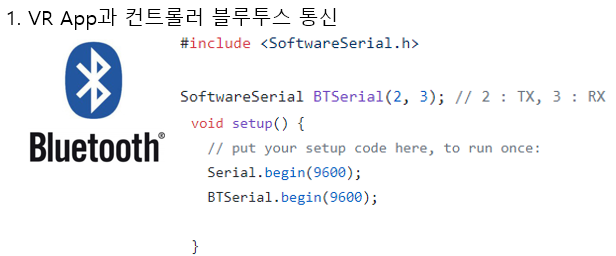 1. VR App과 컨트롤러 블루투스 통신
#include <SoftwareSerial.h>
SoftwareSerial BTSerial(2, 3); // 2 : TX, 3 : RX
void setup() {
// put your setup code here, to run once:
Serial.begin(9600);
BTSerial.begin(9600);
}
Bluetooth®